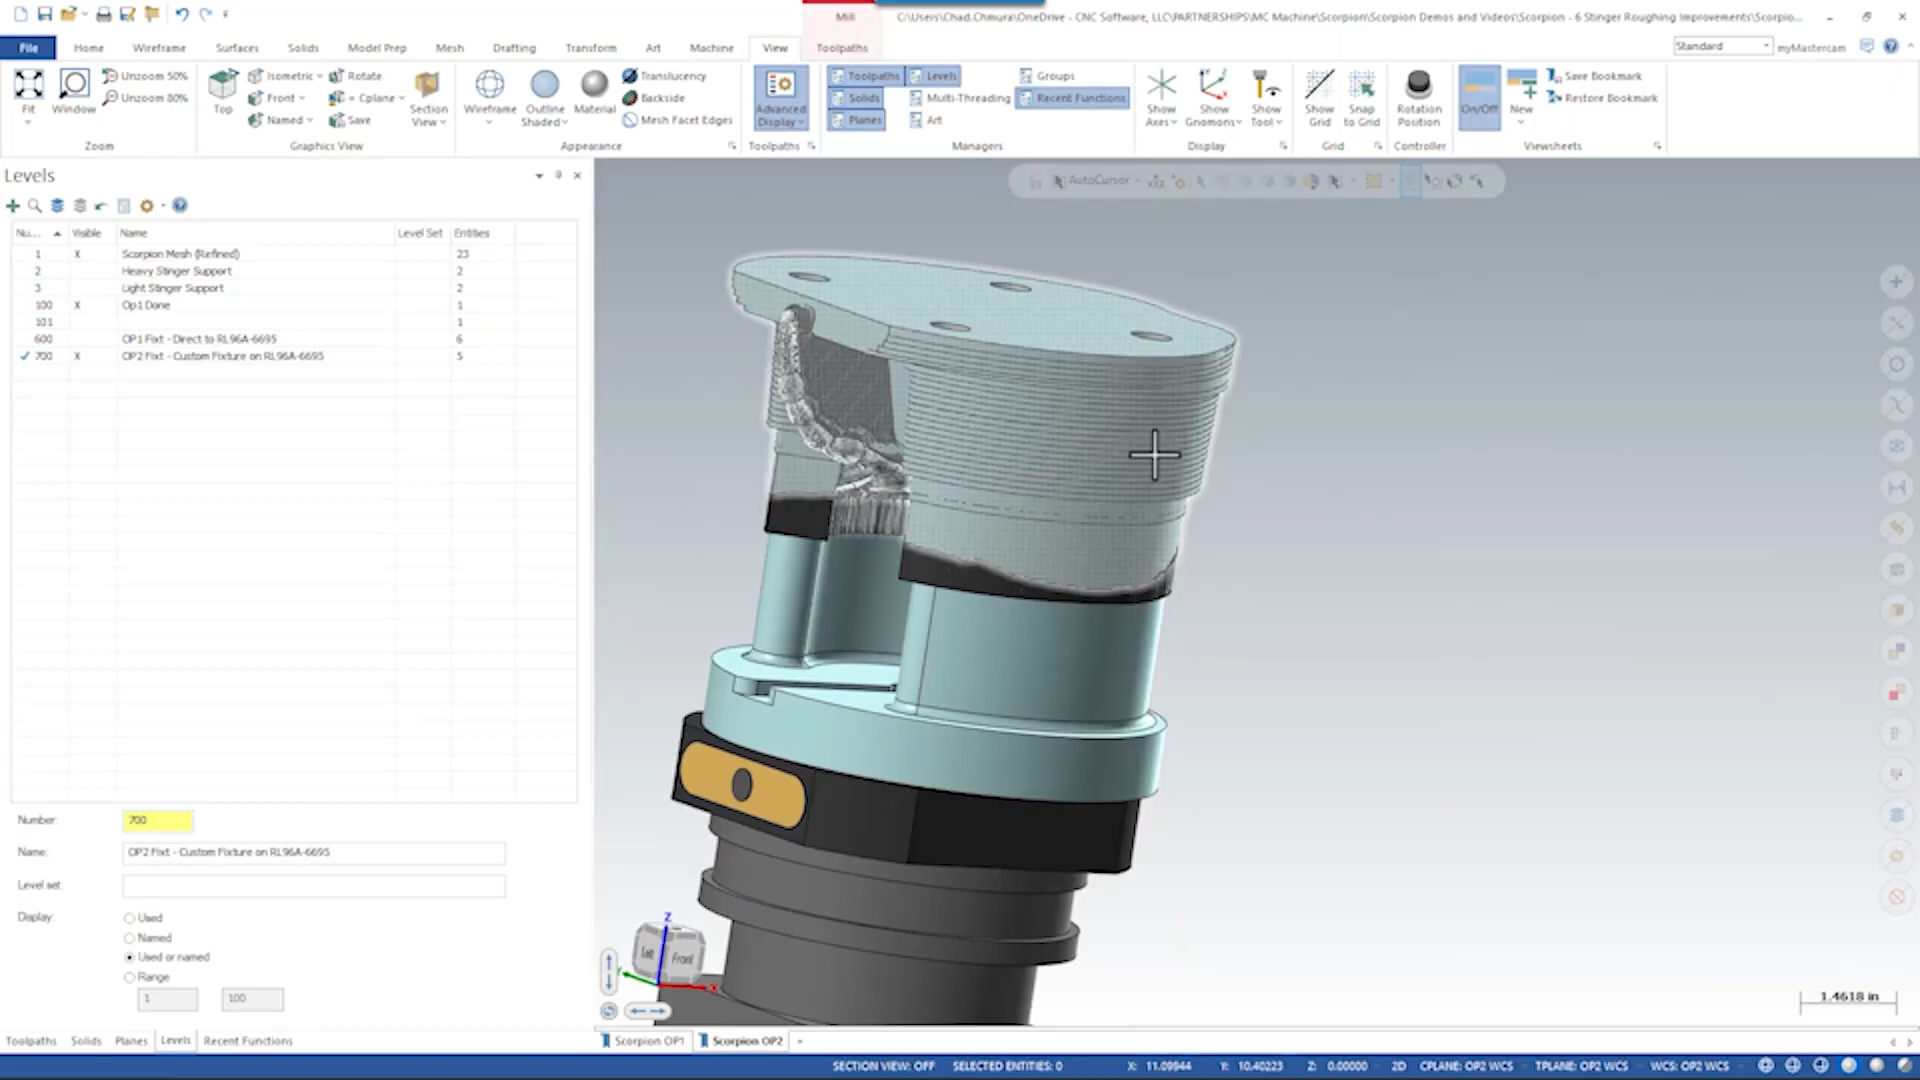 Mill
C:\Users\Chad.Chmura\OneDrive - CNC Software, LLC\PARTNERSHIPS\MC Machine\Scorpion\Scorpion Demos and Videos\Scorpion - 6 Stinger Roughing Improvements\Scorpio...
File Home Wireframe Surfaces Solids Model Prep Mesh Drafting Transform Art Machine View Toolpaths Standard myMastercam
Fit Window Unzoom 50% Unzoom 80%
Top Isometric Front Named Rotate = Cplane Save Section View
Wireframe Outline Shaded Material Translucency Backside Mesh Facet Edges
Advanced Display
Toolpaths Levels Groups
Solids Multi-Threading Recent Functions
Planes Art
Show Axes Show Gnomons Show Tool Show Grid Snap to Grid Rotation Position On/Off New Save Bookmark Restore Bookmark
Zoom Graphics View Appearance Toolpaths Managers Display Grid Controller Viewsheets
Levels
AutoCursor
Nu... Visible Name Level Set Entities
1 X Scorpion Mesh (Refined) 23
2 Heavy Stinger Support 2
3 Light Stinger Support 2
100 X Op1 Done 1
101 1
600 OP1 Fixt - Direct to RL96A-6695 6
700 X OP2 Fixt - Custom Fixture on RL96A-6695 5
Number: 700
Name: OP2 Fixt - Custom Fixture on RL96A-6695
Level set:
Display: Used
Named
Used or named
Range
1 100
Z
Left Front
1.4618 in
Toolpaths Solids Planes Levels Recent Functions
Scorpion OP1 Scorpion OP2
SECTION VIEW: OFF SELECTED ENTITIES: 0 X: 11.09944 Y: 10.40223 Z: 0.00000 2D CPLANE: OP2 WCS TPLANE: OP2 WCS WCS: OP2 WCS